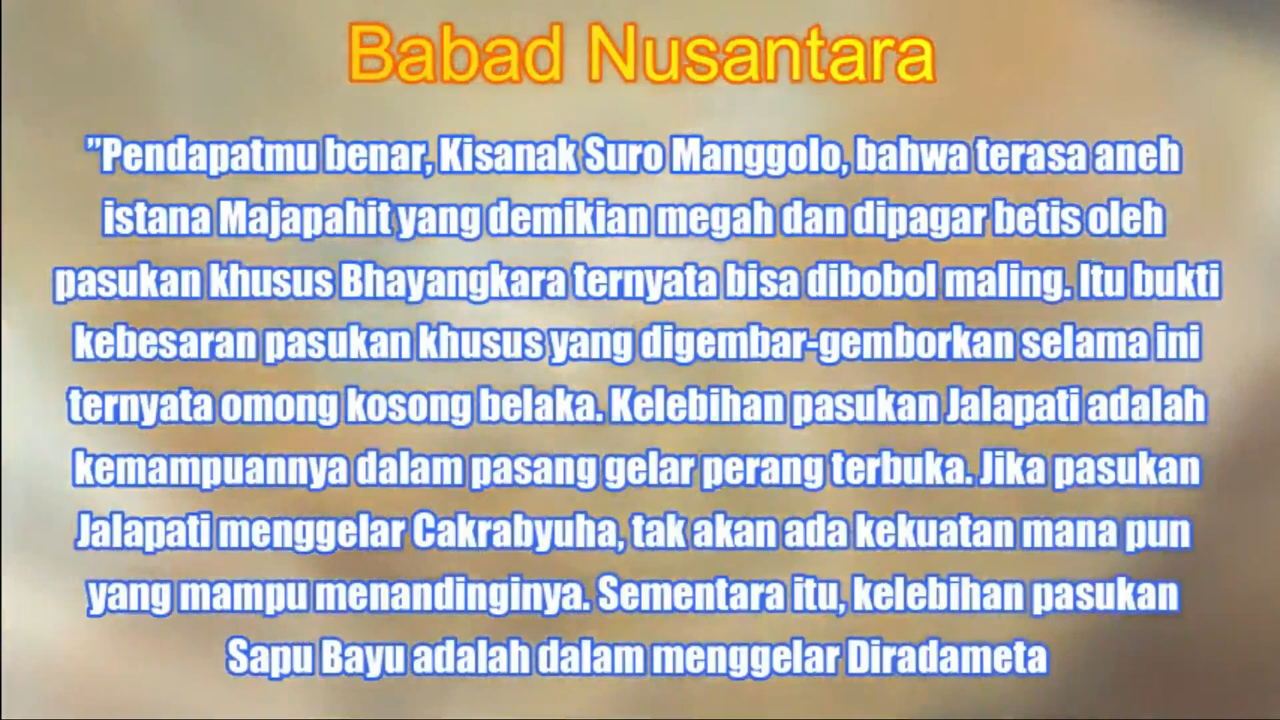 Babad Nusantara
”Pendapatmu benar, Kisanak Suro Manggolo, bahwa terasa aneh
istana Majapahit yang demikian megah dan dipagar betis oleh
pasukan khusus Bhayangkara ternyata bisa dibobol maling. Itu bukti
kebesaran pasukan khusus yang digembar-gemborkan selama ini
ternyata omong kosong belaka. Kelebihan pasukan Jalapati adalah
kemampuannya dalam pasang gelar perang terbuka. Jika pasukan
Jalapati menggelar Cakrabyuha, tak akan ada kekuatan mana pun
yang mampu menandinginya. Sementara itu, kelebihan pasukan
Sapu Bayu adalah dalam menggelar Diradameta